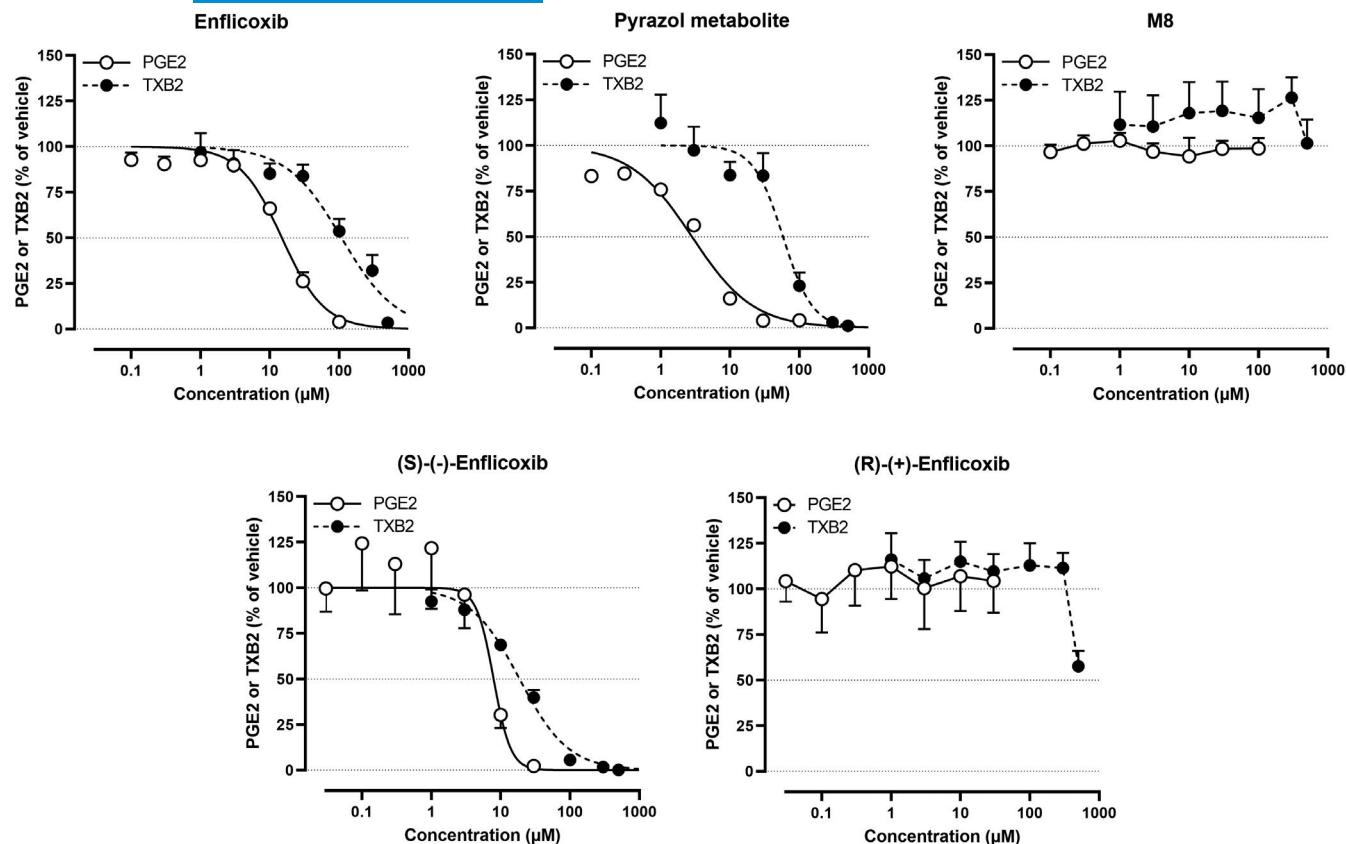 Enflicoxib
PGE2 or TXB2 (% of vehicle)
150
125
100
75
50
25
0
PGE2
TXB2
0.1 1 10 100 1000
Concentration (µM)
Pyrazol metabolite
PGE2 or TXB2 (% of vehicle)
150
125
100
75
50
25
0
PGE2
TXB2
0.1 1 10 100 1000
Concentration (µM)
M8
PGE2 or TXB2 (% of vehicle)
150
125
100
75
50
25
0
PGE2
TXB2
0.1 1 10 100 1000
Concentration (µM)
(S)-(-)-Enflicoxib
PGE2 or TXB2 (% of vehicle)
150
125
100
75
50
25
0
PGE2
TXB2
0.1 1 10 100 1000
Concentration (µM)
(R)-(+)-Enflicoxib
PGE2 or TXB2 (% of vehicle)
150
125
100
75
50
25
0
PGE2
TXB2
0.1 1 10 100 1000
Concentration (µM)